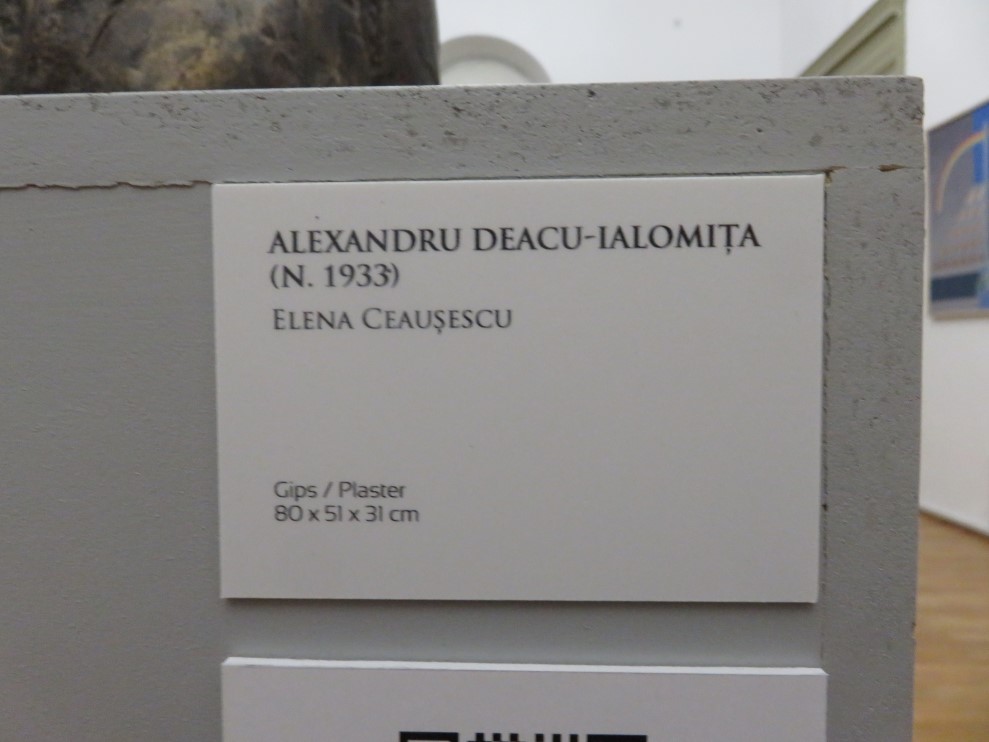 ALEXANDRU DEACU-IALOMIȚA
(N. 1933)
ELENA CEAUȘESCU
Gips / Plaster
80 x 51 x 31 cm